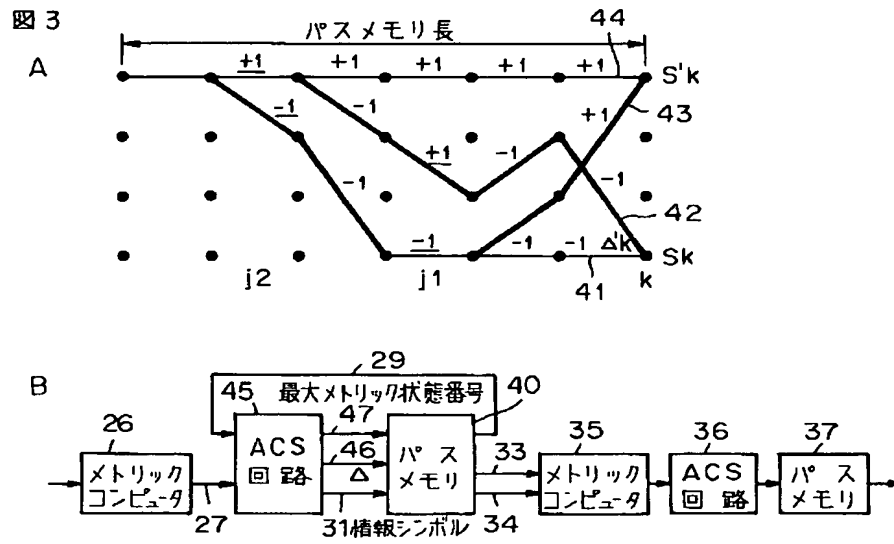 図3
パスメモリ長
A
+1 +1 +1 +1 +1
44
S'k
-1 -1 +1
43
-1 +1 -1 -1
42
-1 -1 -1 Δ'k
Sk
41
j2 j1 k
B
29
最大メトリック状態番号
26
メトリック
コンピュータ
27
45
ACS
回路
47
46
Δ
31情報シンボル
40
パス
メモリ
33
34
35
メトリック
コンピュータ
36
ACS
回路
37
パス
メモリ